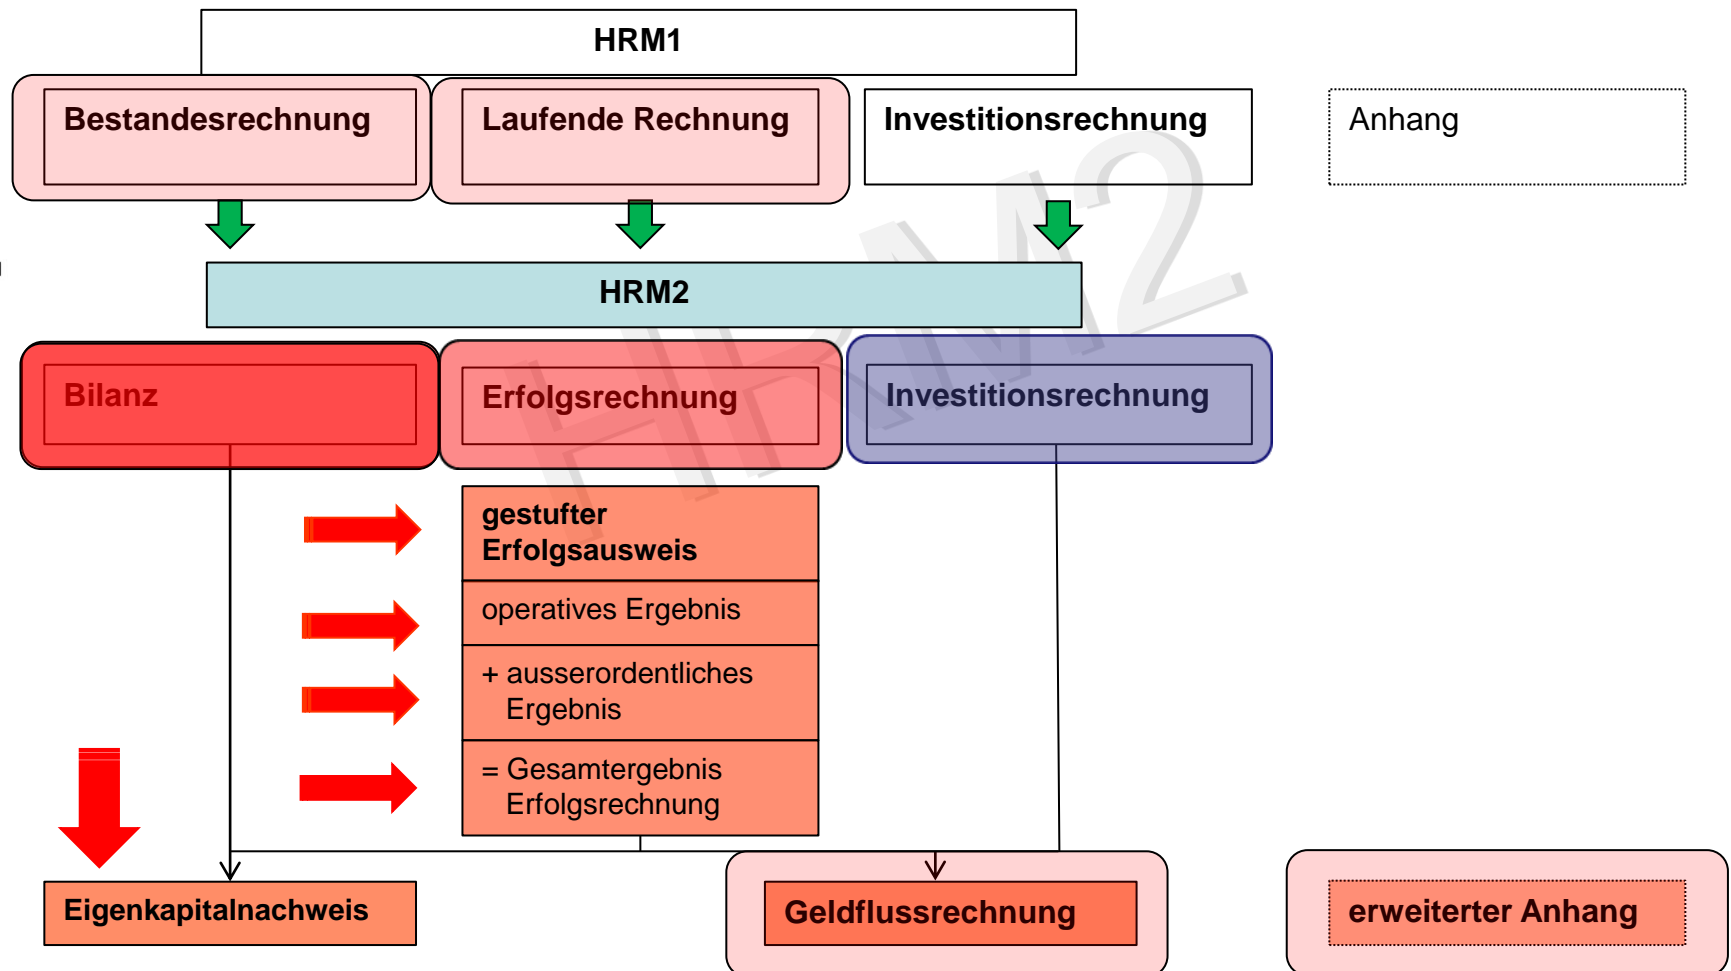 HRM1
Bestandesrechnung
Laufende Rechnung
Investitionsrechnung
Anhang
HRM2
HRM2
Bilanz
Erfolgsrechnung
Investitionsrechnung
gestufter
Erfolgsausweis
operatives Ergebnis
+ ausserordentliches
Ergebnis
= Gesamtergebnis
Erfolgsrechnung
Eigenkapitalnachweis
Geldflussrechnung
erweiterter Anhang